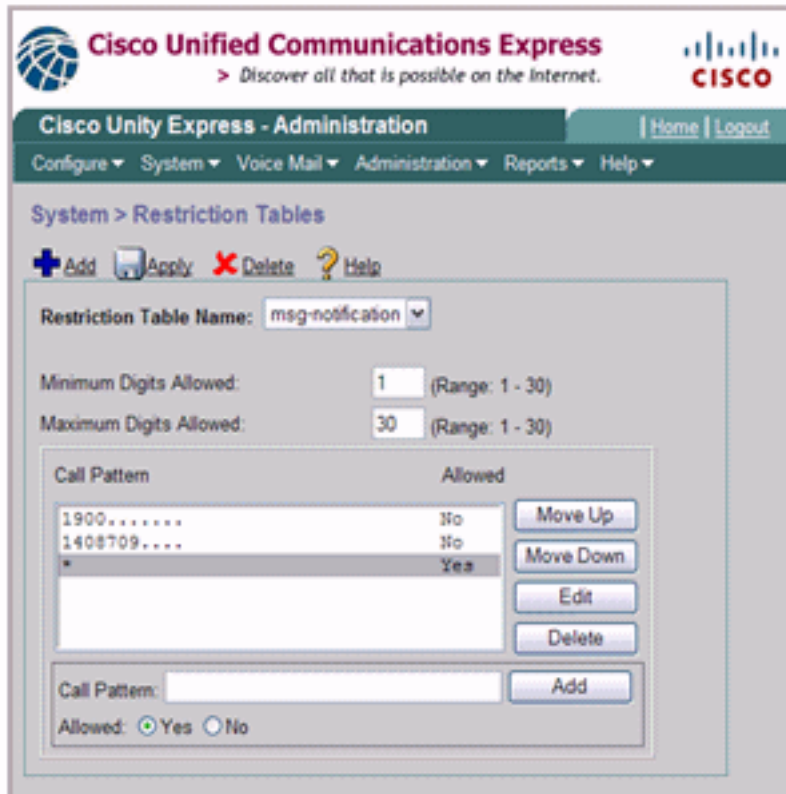 Cisco Unified Communications Express
> Discover all that is possible on the Internet.
CISCO
Cisco Unity Express - Administration | Home | Logout
Configure System Voice Mail Administration Reports Help
System > Restriction Tables
Add Apply Delete Help
Restriction Table Name: msg-notification
Minimum Digits Allowed: 1 (Range: 1 - 30)
Maximum Digits Allowed: 30 (Range: 1 - 30)
Call Pattern Allowed
1900....... No
1408709.... No
* Yes
Move Up
Move Down
Edit
Delete
Call Pattern: Add
Allowed: Yes No